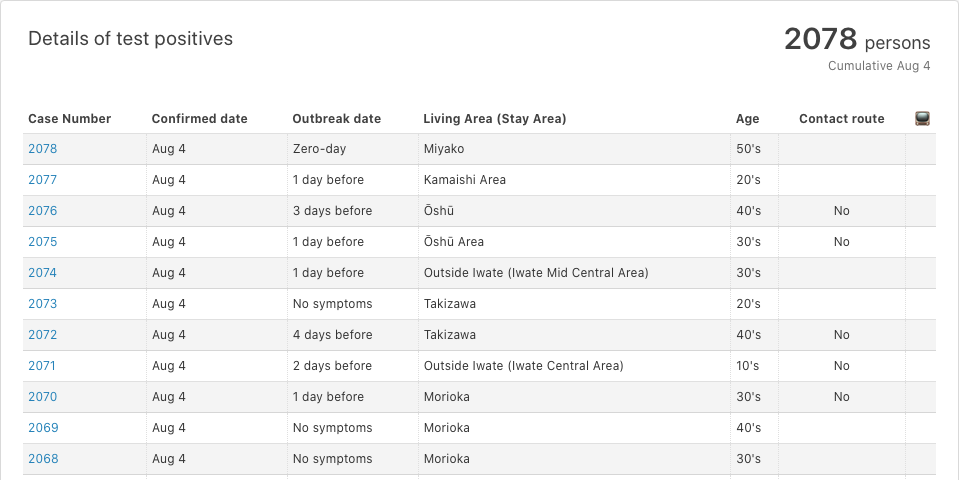 Details of test positives
2078 persons
Cumulative Aug 4
Case Number Confirmed date Outbreak date Living Area (Stay Area) Age Contact route
2078 Aug 4 Zero-day Miyako 50's
2077 Aug 4 1 day before Kamaishi Area 20's
2076 Aug 4 3 days before Ōshū 40's No
2075 Aug 4 1 day before Ōshū Area 30's No
2074 Aug 4 1 day before Outside Iwate (Iwate Mid Central Area) 30's
2073 Aug 4 No symptoms Takizawa 20's
2072 Aug 4 4 days before Takizawa 40's No
2071 Aug 4 2 days before Outside Iwate (Iwate Central Area) 10's No
2070 Aug 4 1 day before Morioka 30's No
2069 Aug 4 No symptoms Morioka 40's
2068 Aug 4 No symptoms Morioka 30's